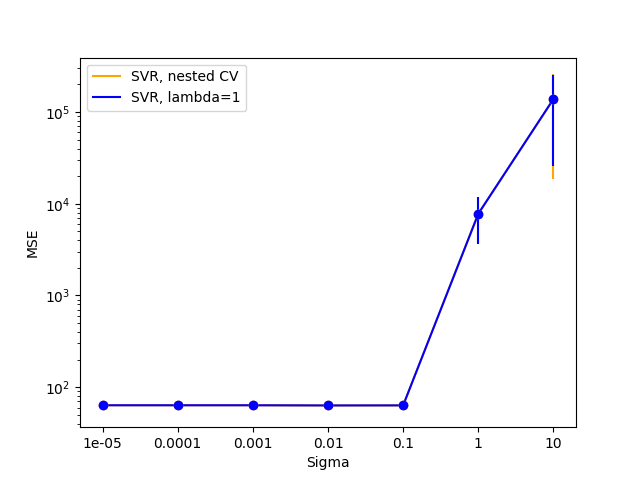 SVR, nested CV
SVR, lambda=1
MSE
10^5
10^4
10^3
10^2
1e-05 0.0001 0.001 0.01 0.1 1 10
Sigma